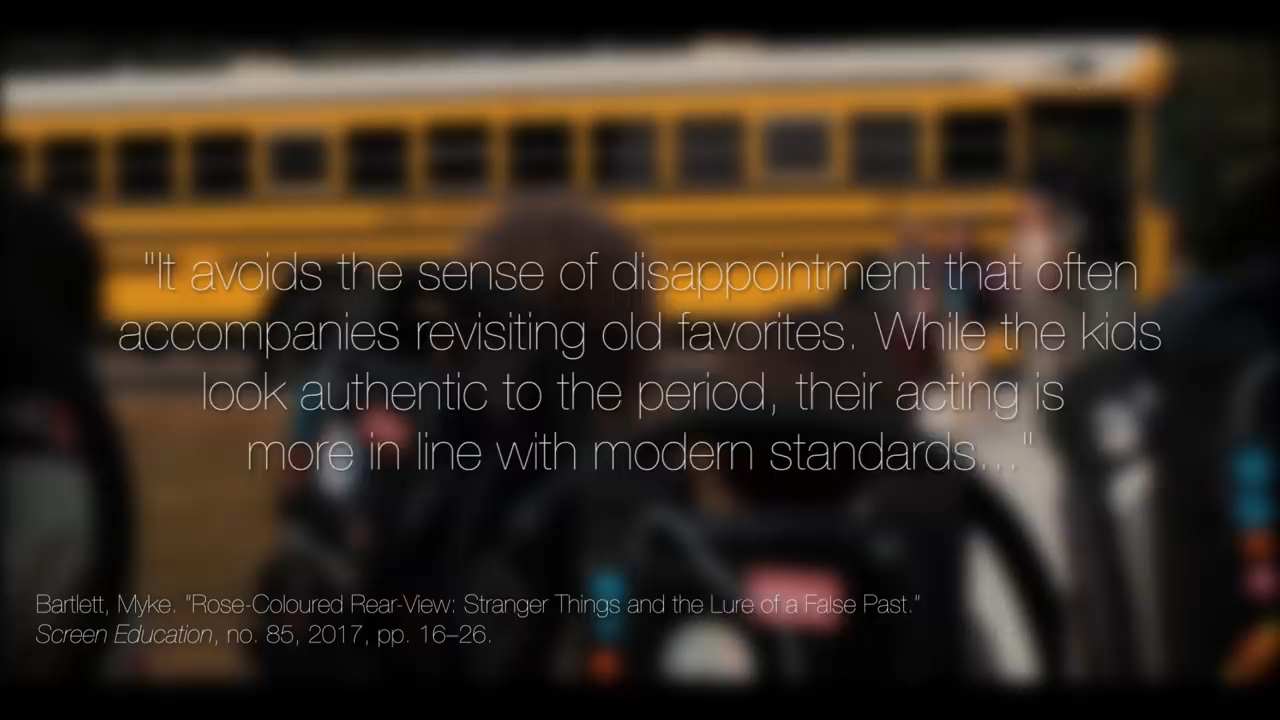 "It avoids the sense of disappointment that often
accompanies revisiting old favorites. While the kids
look authentic to the period, their acting is
more in line with modern standards..."
Bartlett, Myke. "Rose-Coloured Rear-View: Stranger Things and the Lure of a False Past."
Screen Education, no. 85, 2017, pp. 16–26.